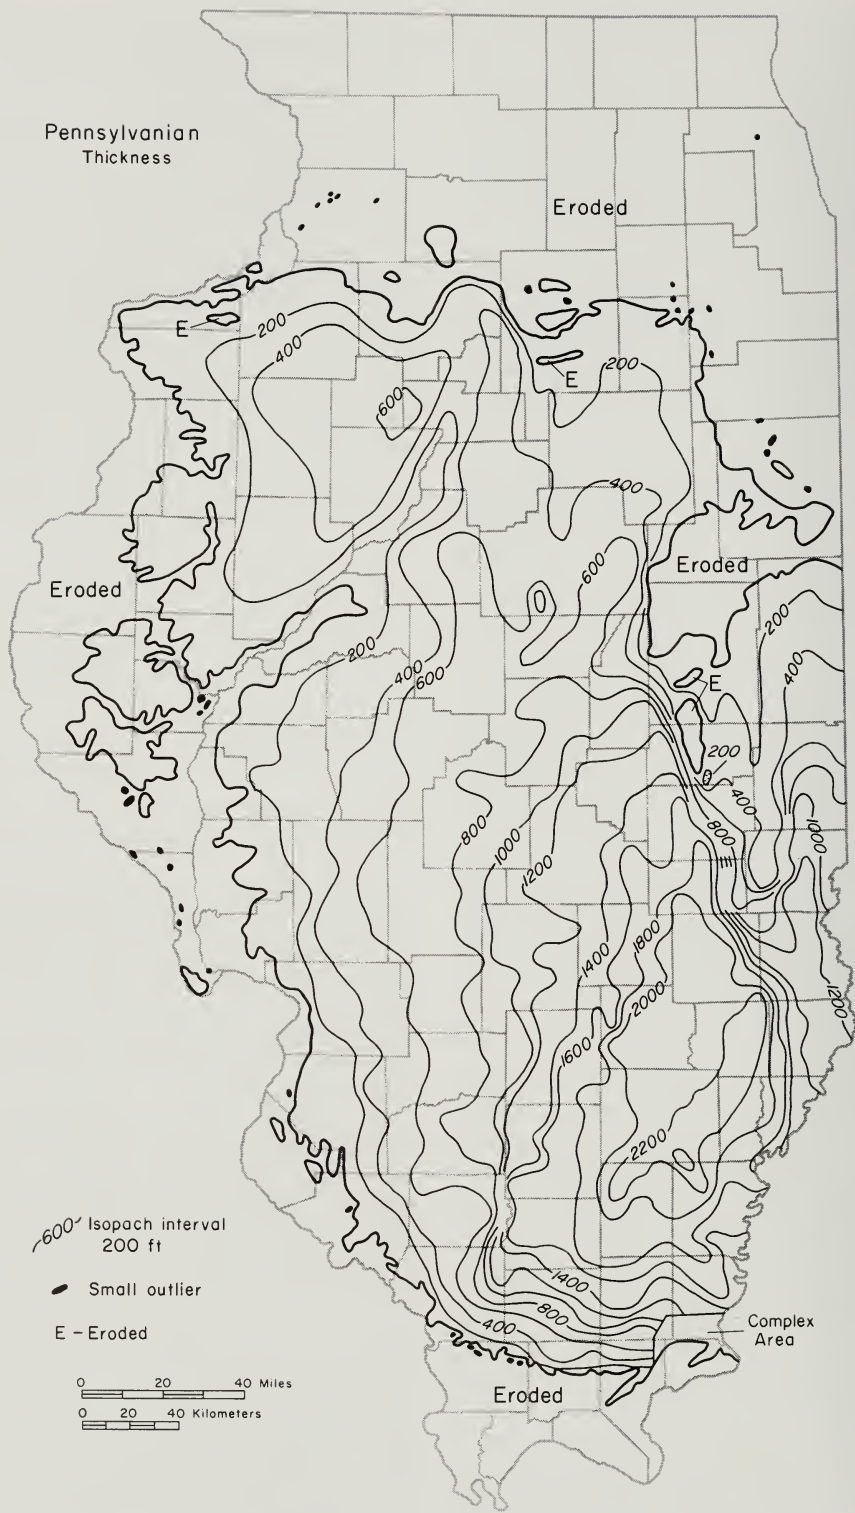 Pennsylvanian
Thickness
Eroded
E
200
400
600
E
200
400
Eroded
Eroded
600
200
200
400
600
400
E
200
400
800
800
1000
1000
1200
1400
1800
2000
1200
1600
2200
600 Isopach interval
200 ft
Small outlier
E - Eroded
1400
800
400
Complex
Area
0 20 40 Miles
0 20 40 Kilometers
Eroded